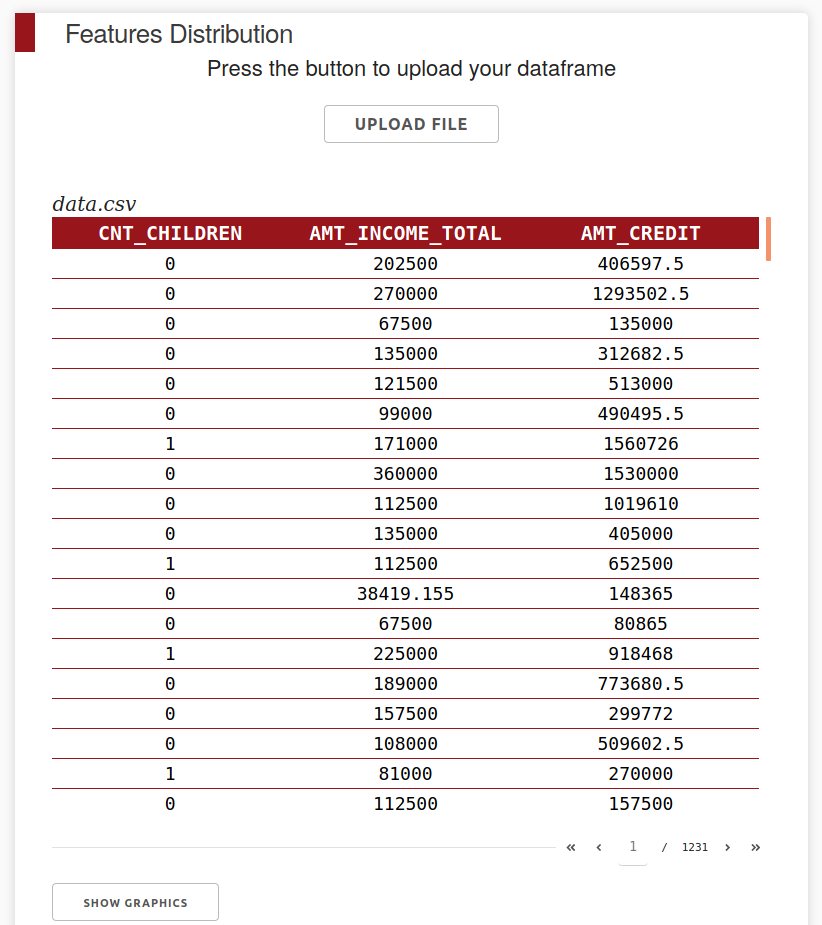 Features Distribution
Press the button to upload your dataframe
UPLOAD FILE
data.csv
CNT_CHILDREN AMT_INCOME_TOTAL AMT_CREDIT
0 202500 406597.5
0 270000 1293502.5
0 67500 135000
0 135000 312682.5
0 121500 513000
0 99000 490495.5
1 171000 1560726
0 360000 1530000
0 112500 1019610
0 135000 405000
1 112500 652500
0 38419.155 148365
0 67500 80865
1 225000 918468
0 189000 773680.5
0 157500 299772
0 108000 509602.5
1 81000 270000
0 112500 157500
« ‹ 1 / 1231 › »
SHOW GRAPHICS